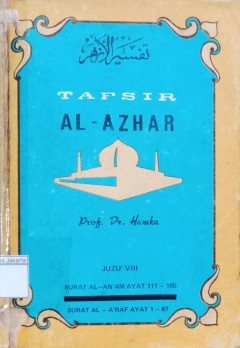 تفسير الأزهر
TAFSIR
AL-AZHAR
Prof. Dr. Hamka
JUZU' VIII
SURAT AL-AN'AM AYAT 111 - 165
SURAT AL - A'RAF AYAT 1 - 87
Jakarta